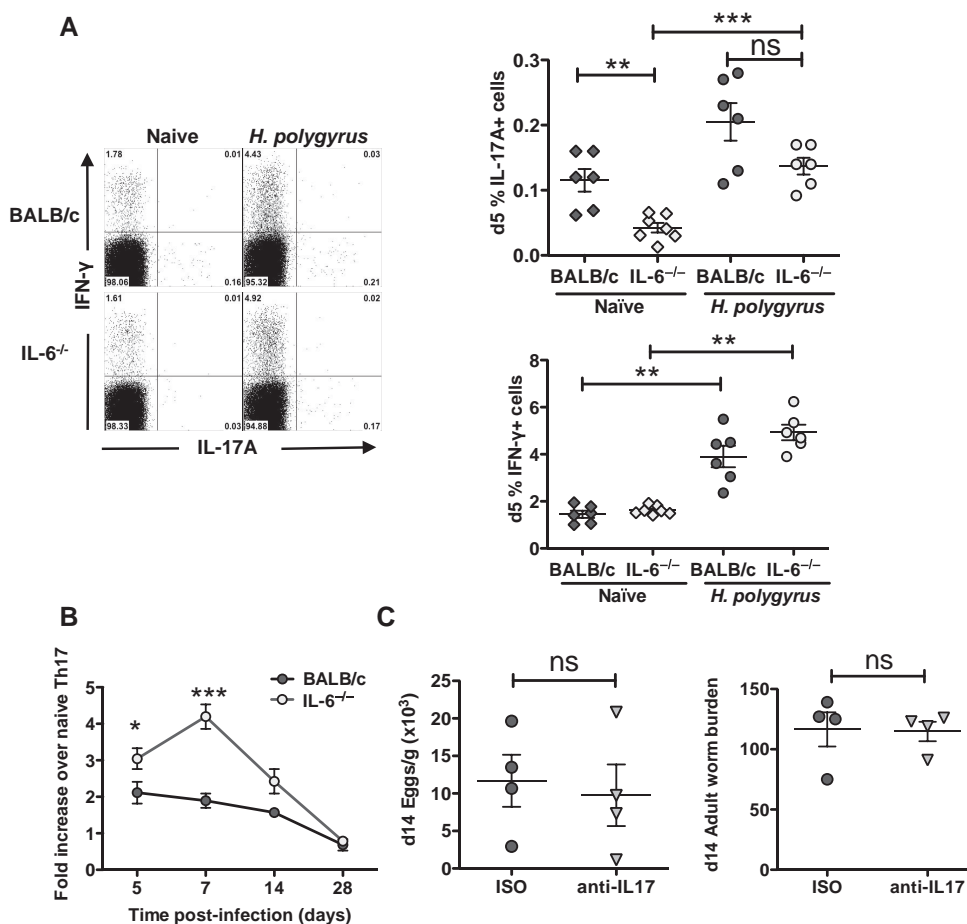 A
Naive H. polygyrus
BALB/c
IL-6-/-
IFN-γ
1.78 0.01 4.43 0.03
98.06 0.16 95.32 0.21
1.61 0.01 4.92 0.02
98.33 0.03 94.88 0.17
IL-17A
d5 % IL-17A+ cells
0.3
0.2
0.1
0.0
***
** ns
BALB/c IL-6–/– BALB/c IL-6–/–
Naïve H. polygyrus
d5 % IFN-γ+ cells
8
6
4
2
0
**
**
BALB/c IL-6–/– BALB/c IL-6–/–
Naïve H. polygyrus
B
Fold increase over naive Th17
5
4
3
2
1
0
* ***
BALB/c
IL-6–/–
5 7 14 28
Time post-infection (days)
C
d14 Eggs/g (x10³)
25
20
15
10
5
0
ns
ISO anti-IL17
d14 Adult worm burden
150
100
50
0
ns
ISO anti-IL17